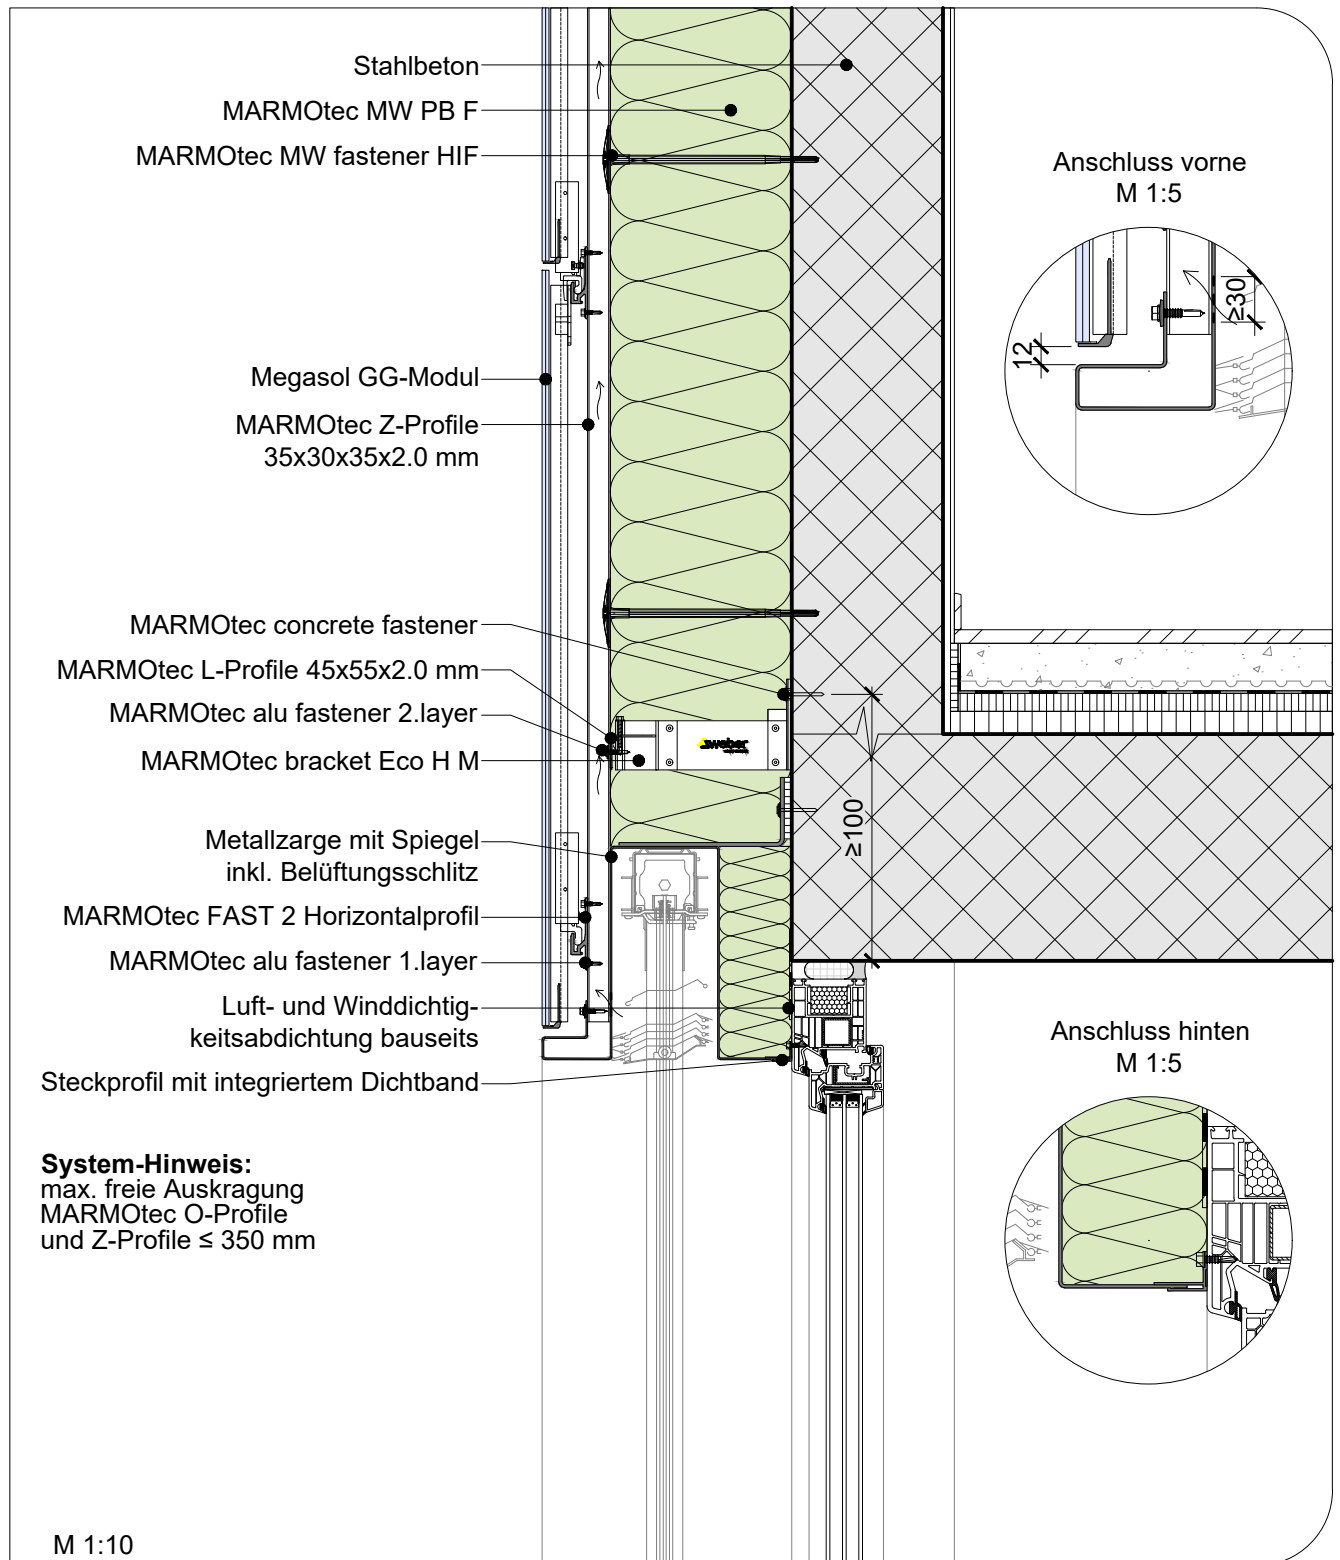 Stahlbeton
MARMOtec MW PB F
MARMOtec MW fastener HIF
Megasol GG-Modul
MARMOtec Z-Profile
35x30x35x2.0 mm
MARMOtec concrete fastener
MARMOtec L-Profile 45x55x2.0 mm
MARMOtec alu fastener 2.layer
MARMOtec bracket Eco H M
Metallzarge mit Spiegel
inkl. Belüftungsschlitz
MARMOtec FAST 2 Horizontalprofil
MARMOtec alu fastener 1.layer
Luft- und Winddichtig-
keitsabdichtung bauseits
Steckprofil mit integriertem Dichtband
System-Hinweis:
max. freie Auskragung
MARMOtec O-Profile
und Z-Profile ≤ 350 mm
M 1:10
weber
≥100
Anschluss vorne
M 1:5
12
≥30
Anschluss hinten
M 1:5